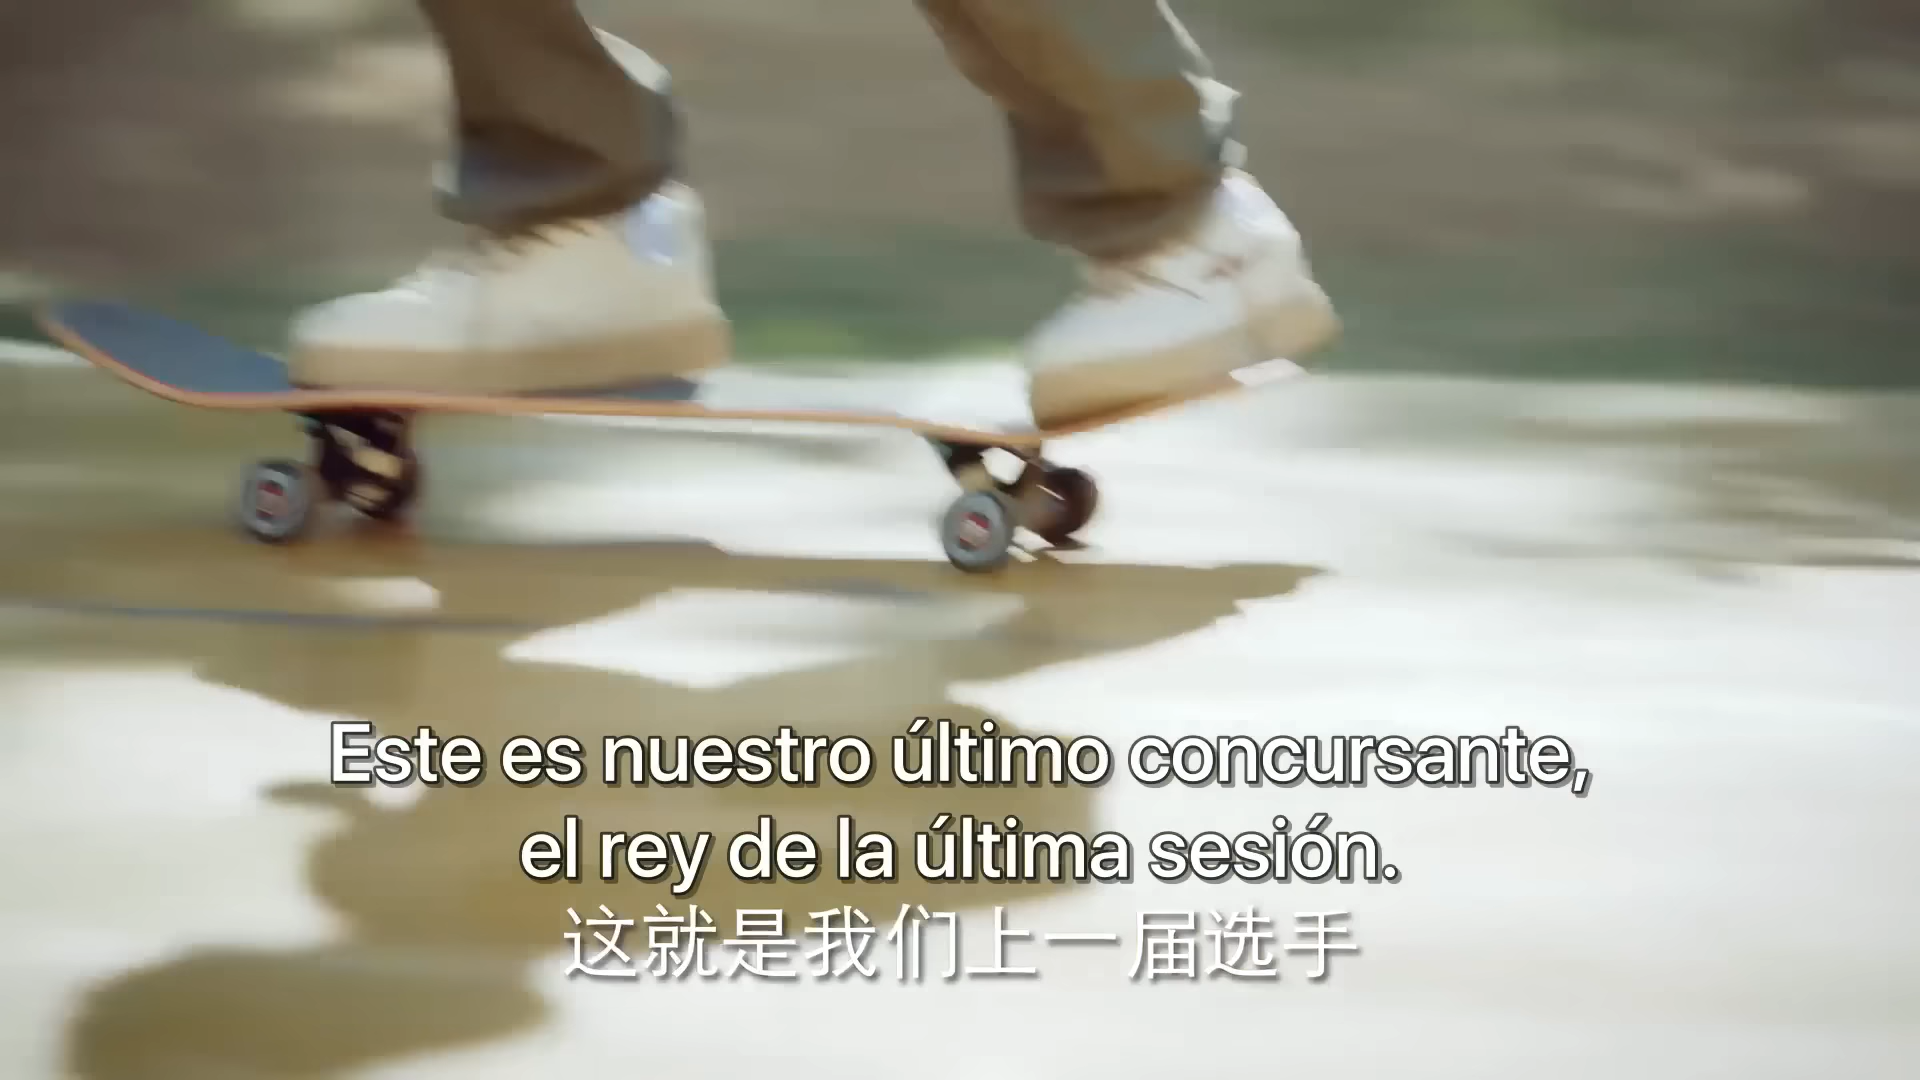 Este es nuestro último concursante,
el rey de la última sesión.
这就是我们上一届选手